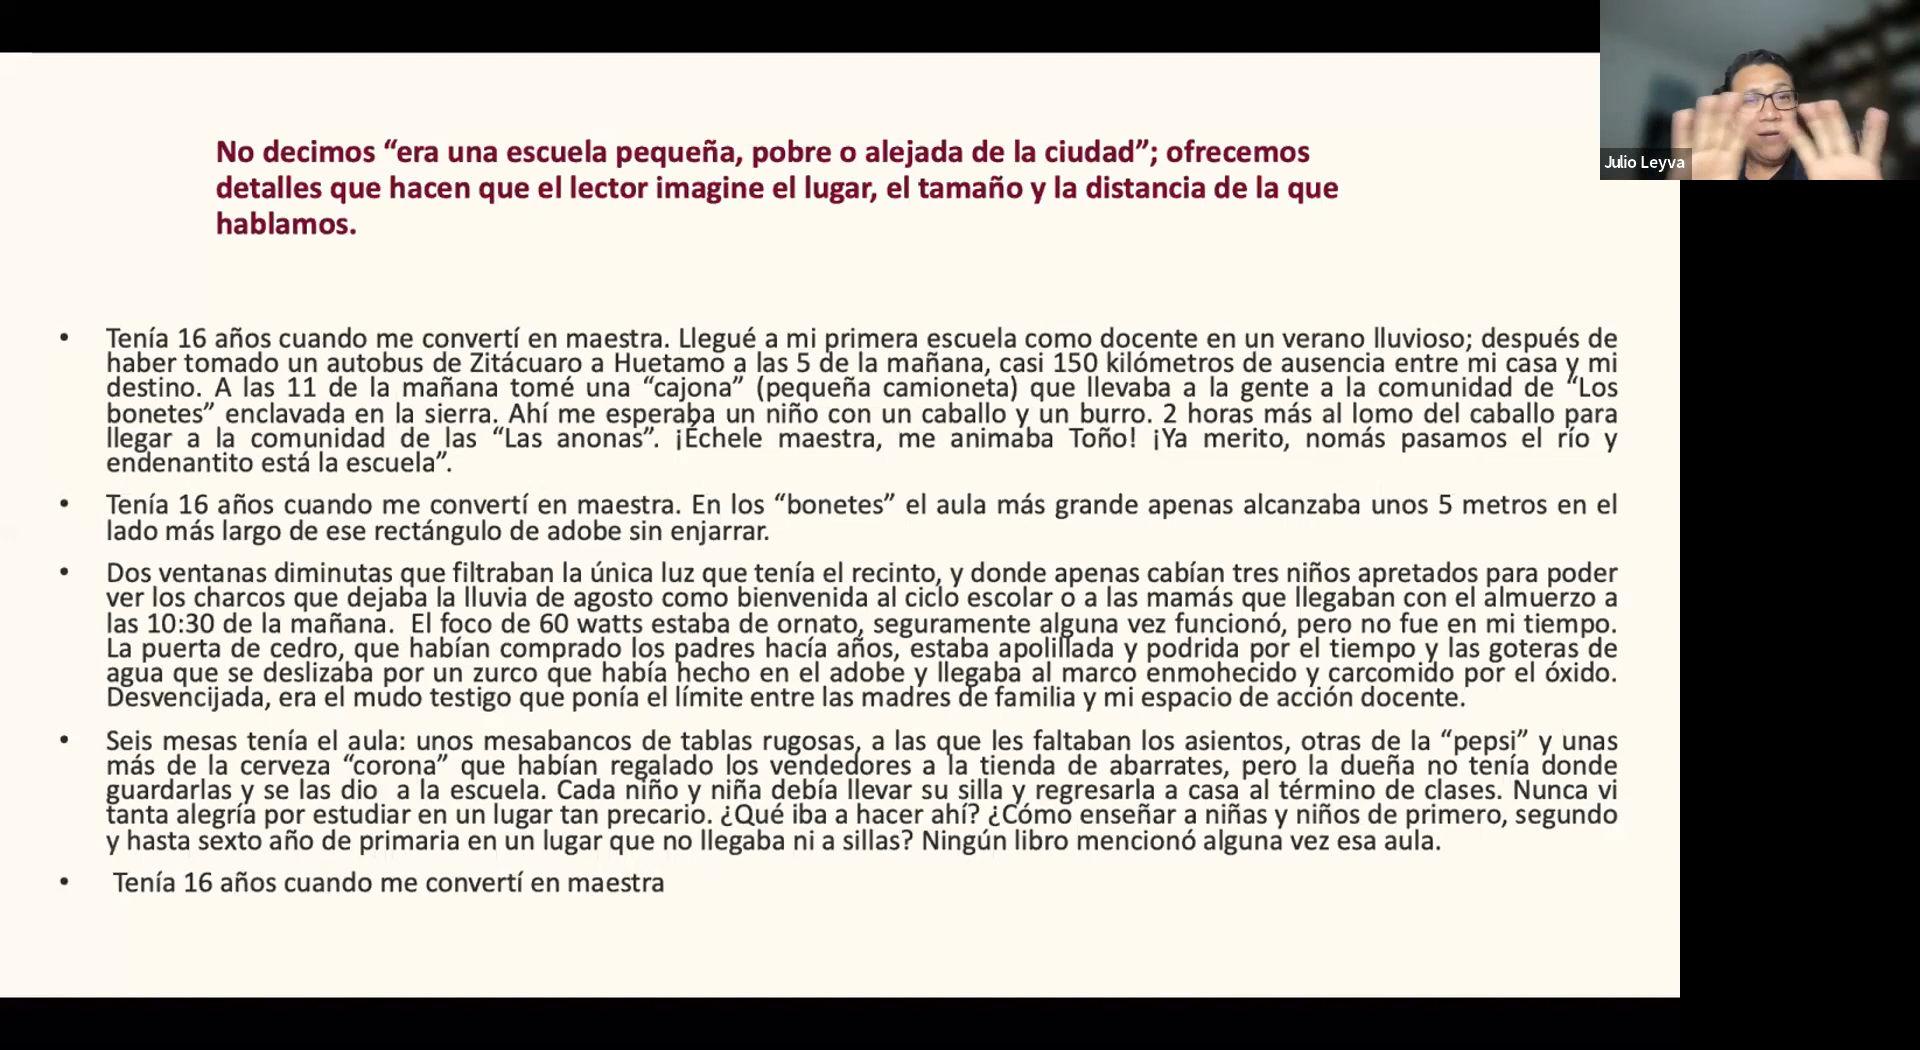 No decimos “era una escuela pequeña, pobre o alejada de la ciudad”; ofrecemos
detalles que hacen que el lector imagine el lugar, el tamaño y la distancia de la que
hablamos.
Julio Leyva
• Tenía 16 años cuando me convertí en maestra. Llegué a mi primera escuela como docente en un verano lluvioso; después de
haber tomado un autobus de Zitácuaro a Huetamo a las 5 de la mañana, casi 150 kilómetros de ausencia entre mi casa y mi
destino. A las 11 de la mañana tomé una “cajona” (pequeña camioneta) que llevaba a la gente a la comunidad de “Los
bonetes” enclavada en la sierra. Ahí me esperaba un niño con un caballo y un burro. 2 horas más al lomo del caballo para
llegar a la comunidad de las “Las anonas”. ¡Échele maestra, me animaba Toño! ¡Ya merito, nomás pasamos el río y
endenantito está la escuela”.
• Tenía 16 años cuando me convertí en maestra. En los “bonetes” el aula más grande apenas alcanzaba unos 5 metros en el
lado más largo de ese rectángulo de adobe sin enjarrar.
• Dos ventanas diminutas que filtraban la única luz que tenía el recinto, y donde apenas cabían tres niños apretados para poder
ver los charcos que dejaba la lluvia de agosto como bienvenida al ciclo escolar o a las mamás que llegaban con el almuerzo a
las 10:30 de la mañana.  El foco de 60 watts estaba de ornato, seguramente alguna vez funcionó, pero no fue en mi tiempo.
La puerta de cedro, que habían comprado los padres hacía años, estaba apolillada y podrida por el tiempo y las goteras de
agua que se deslizaba por un zurco que había hecho en el adobe y llegaba al marco enmohecido y carcomido por el óxido.
Desvencijada, era el mudo testigo que ponía el límite entre las madres de familia y mi espacio de acción docente.
• Seis mesas tenía el aula: unos mesabancos de tablas rugosas, a las que les faltaban los asientos, otras de la “pepsi” y unas
más de la cerveza “corona” que habían regalado los vendedores a la tienda de abarrates, pero la dueña no tenía donde
guardarlas y se las dio  a la escuela. Cada niño y niña debía llevar su silla y regresarla a casa al término de clases. Nunca vi
tanta alegría por estudiar en un lugar tan precario. ¿Qué iba a hacer ahí? ¿Cómo enseñar a niñas y niños de primero, segundo
y hasta sexto año de primaria en un lugar que no llegaba ni a sillas? Ningún libro mencionó alguna vez esa aula.
• Tenía 16 años cuando me convertí en maestra